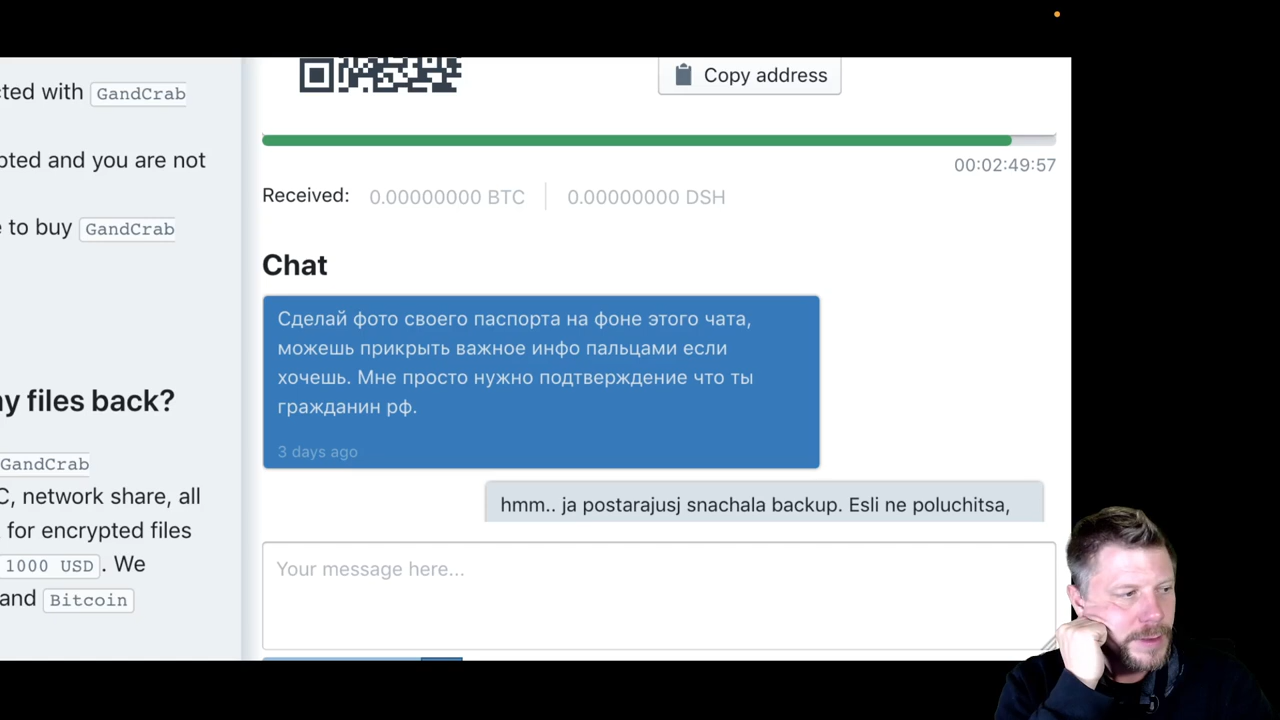 cted with GandCrab
pted and you are not
e to buy GandCrab
ny files back?
GandCrab
C, network share, all
for encrypted files
1000 USD. We
and Bitcoin
Copy address
00:02:49:57
Received: 0.00000000 BTC 0.00000000 DSH
Chat
Сделай фото своего паспорта на фоне этого чата,
можешь прикрыть важное инфо пальцами если
хочешь. Мне просто нужно подтверждение что ты
гражданин рф.
3 days ago
hmm.. ja postarajusj snachala backup. Esli ne poluchitsa,
Your message here...